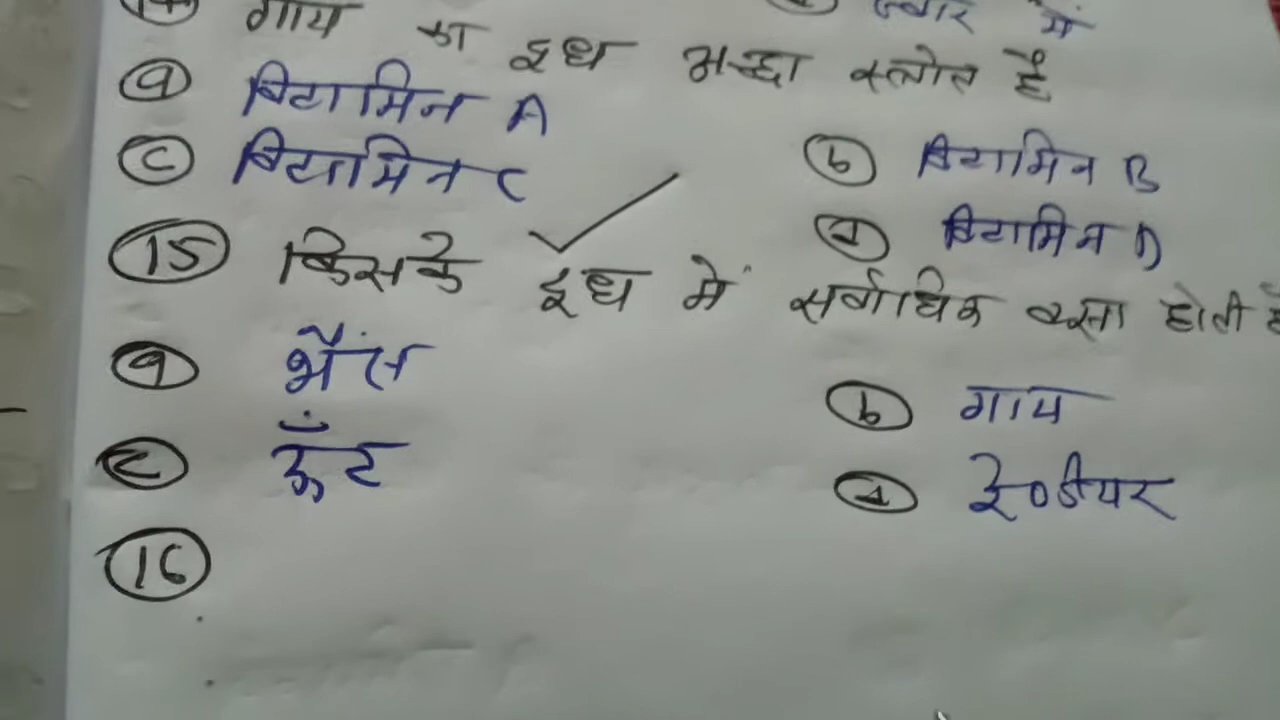 ज्वार में
गाय का दूध अच्छा स्त्रोत है
(a) विटामिन A
(b) विटामिन B
(c) विटामिन C
(d) विटामिन D
(15) किसके दूध में सर्वाधिक वसा होती है
(a) भैंस
(b) गाय
(c) ऊँट
(d) रेण्डीयर
(16)